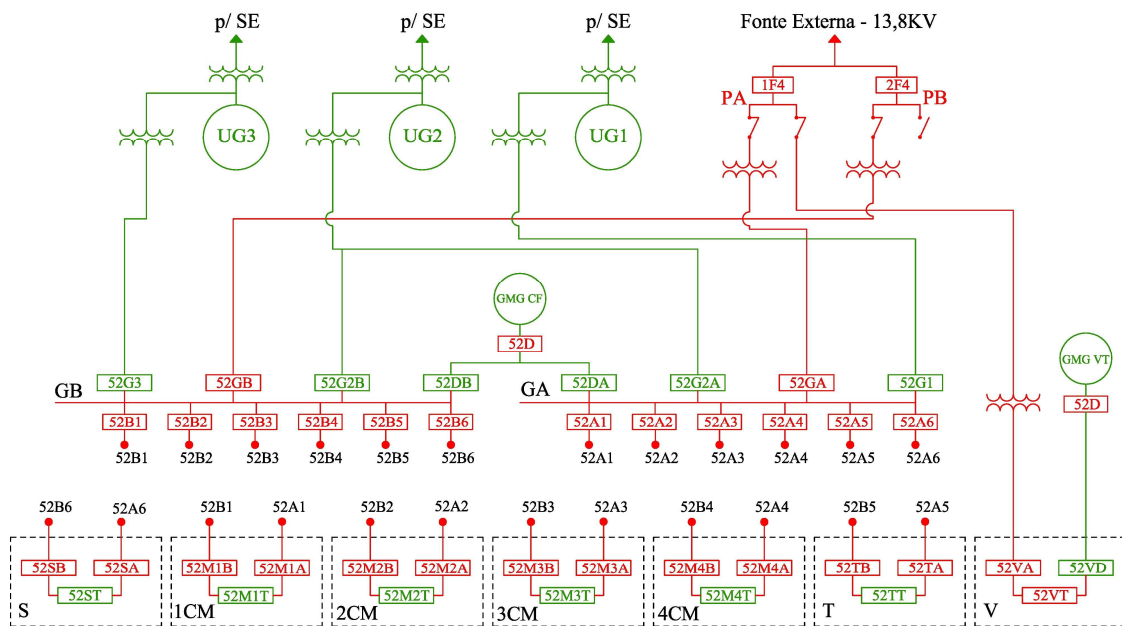 p/ SE p/ SE p/ SE Fonte Externa - 13,8KV
1F4 2F4
PA PB
UG3 UG2 UG1
GMG CF
52D
GMG VT
52G3 52GB 52G2B 52DB 52DA 52G2A 52GA 52G1
GB GA
52D
52B1 52B2 52B3 52B4 52B5 52B6 52A1 52A2 52A3 52A4 52A5 52A6
52B1 52B2 52B3 52B4 52B5 52B6 52A1 52A2 52A3 52A4 52A5 52A6
52B6 52A6 52B1 52A1 52B2 52A2 52B3 52A3 52B4 52A4 52B5 52A5
52SB 52SA 52M1B 52M1A 52M2B 52M2A 52M3B 52M3A 52M4B 52M4A 52TB 52TA 52VA 52VD
52ST 52M1T 52M2T 52M3T 52M4T 52TT 52VT
S 1CM 2CM 3CM 4CM T V